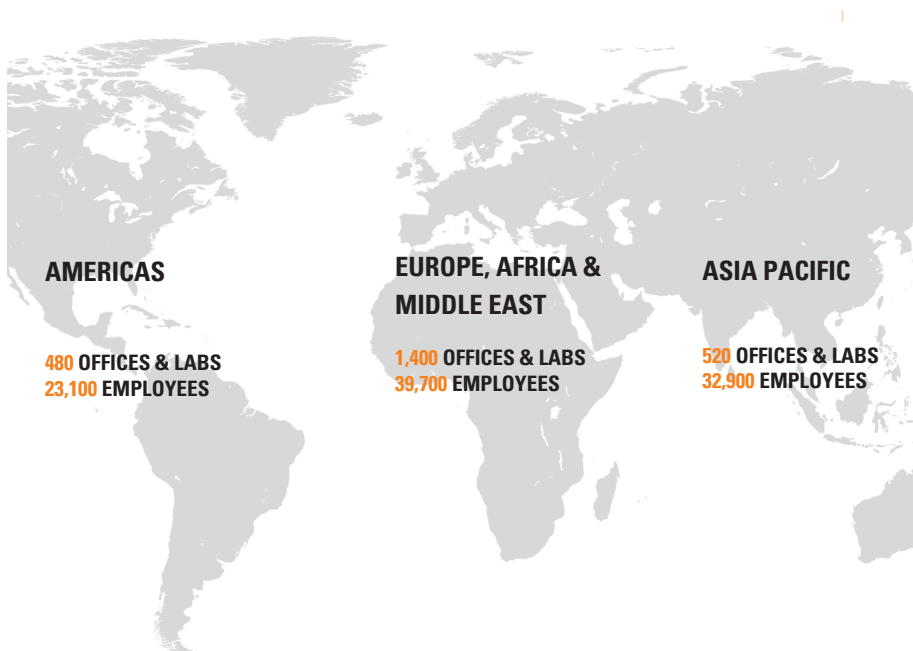 AMERICAS
480 OFFICES & LABS
23,100 EMPLOYEES
EUROPE, AFRICA &
MIDDLE EAST
1,400 OFFICES & LABS
39,700 EMPLOYEES
ASIA PACIFIC
520 OFFICES & LABS
32,900 EMPLOYEES